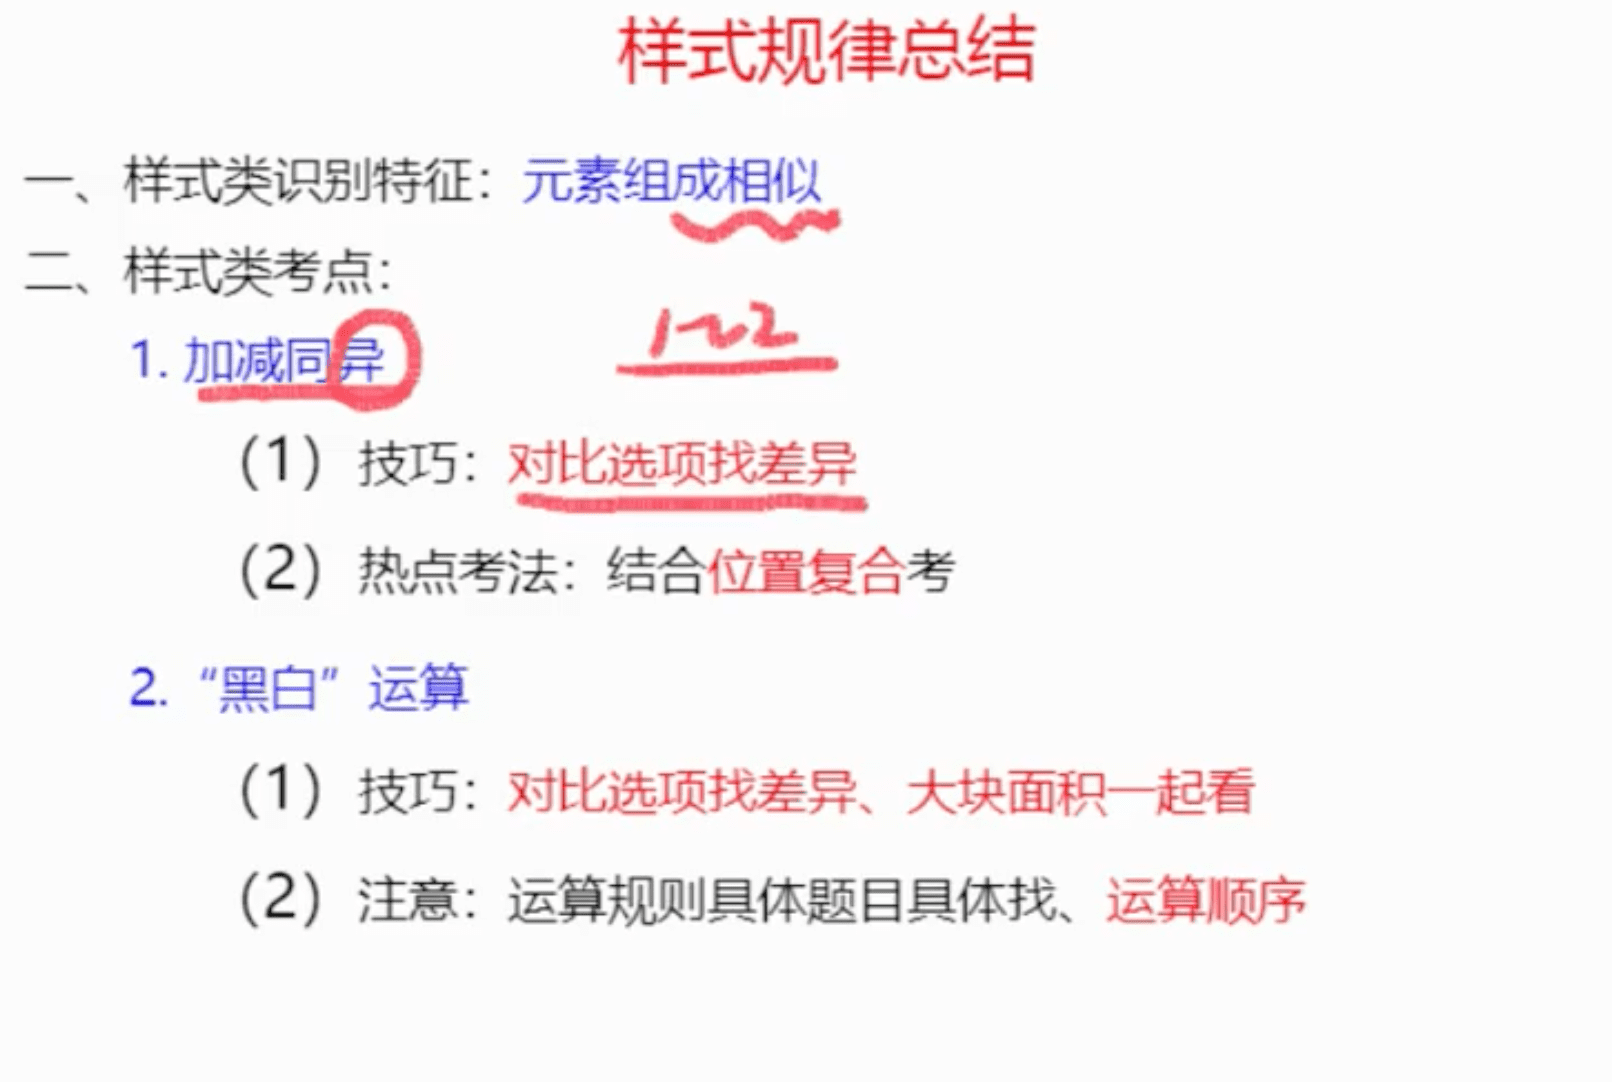 样式规律总结
一、样式类识别特征：元素组成相似
二、样式类考点：
1~2
1. 加减同异
（1）技巧：对比选项找差异
（2）热点考法：结合位置复合考
2. “黑白”运算
（1）技巧：对比选项找差异、大块面积一起看
（2）注意：运算规则具体题目具体找、运算顺序